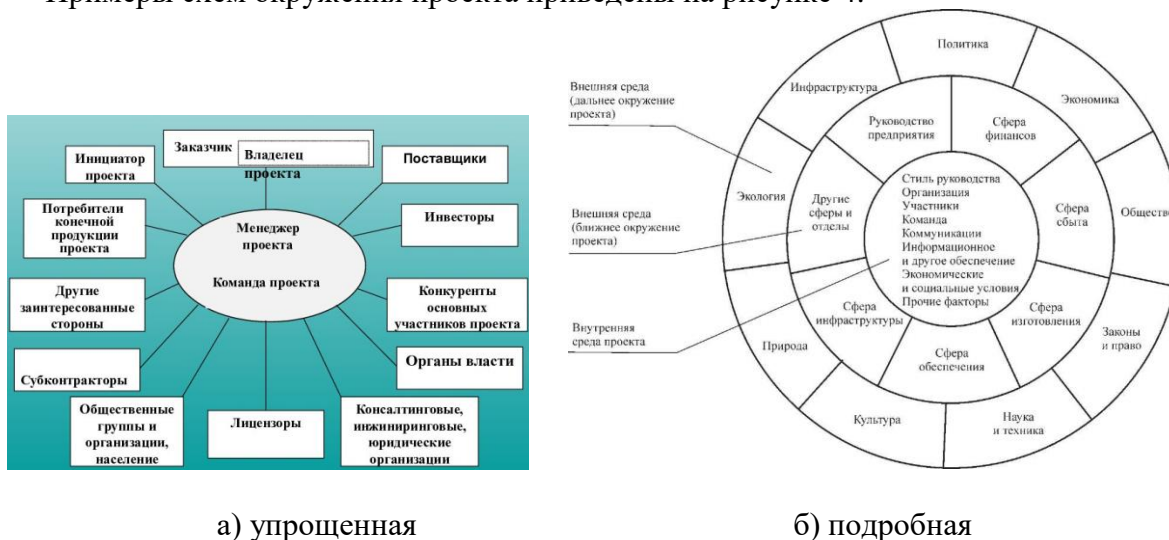 Примеры схем окружения проекта приведены на рисунке 4.
Заказчик
Владелец
проекта
Инициатор
проекта
Поставщики
Потребители
конечной
продукции
проекта
Инвесторы
Менеджер
проекта
Команда проекта
Другие
заинтересованные
стороны
Конкуренты
основных
участников проекта
Субконтракторы
Органы власти
Общественные
группы и
организации,
население
Лицензоры
Консалтинговые,
инжиниринговые,
юридические
организации
а) упрощенная
Внешняя среда
(дальнее окружение
проекта)
Внешняя среда
(ближнее окружение
проекта)
Внутренняя
среда проекта
Политика
Инфраструктура
Экономика
Экология
Обществ
Природа
Законы
и право
Культура
Наука
и техника
Руководство
предприятия
Сфера
финансов
Другие
сферы и
отделы
Сфера
сбыта
Сфера
инфраструктуры
Сфера
изготовления
Сфера
обеспечения
Стиль руководства
Организация
Участники
Команда
Коммуникации
Информационное
и другое обеспечение
Экономические
и социальные условия
Прочие факторы
б) подробная